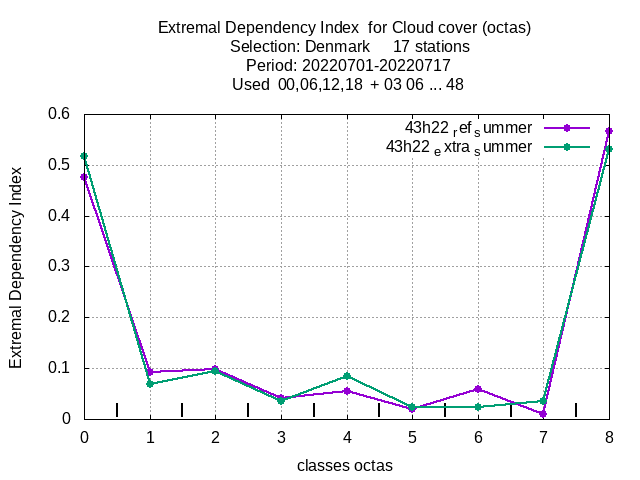 Extremal Dependency Index  for Cloud cover (octas)
Selection: Denmark     17 stations
Period: 20220701-20220717
Used  00,06,12,18  + 03 06 ... 48
43h22 ref summer
43h22 extra summer
Extremal Dependency Index
0.6
0.5
0.4
0.3
0.2
0.1
0
0 1 2 3 4 5 6 7 8
classes octas